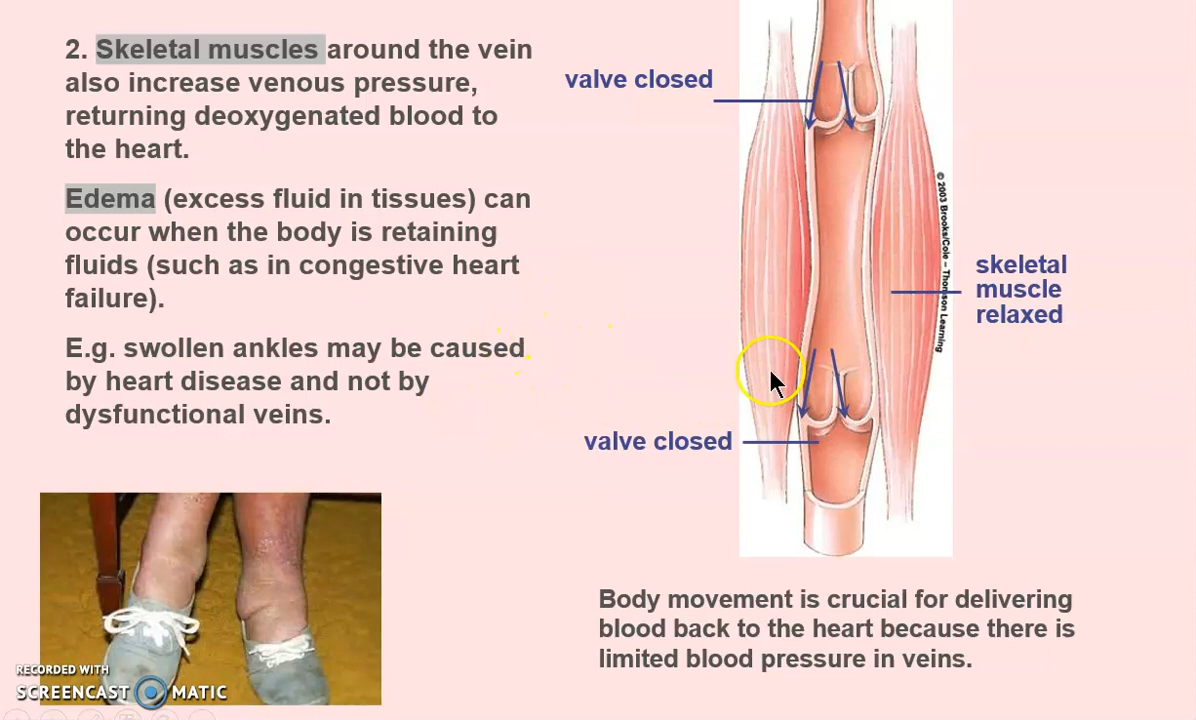 2. Skeletal muscles around the vein
also increase venous pressure,
returning deoxygenated blood to
the heart.
Edema (excess fluid in tissues) can
occur when the body is retaining
fluids (such as in congestive heart
failure).
E.g. swollen ankles may be caused
by heart disease and not by
dysfunctional veins.
valve closed
© 2003 Brooks/Cole – Thomson Learning
skeletal
muscle
relaxed
valve closed
Body movement is crucial for delivering
blood back to the heart because there is
limited blood pressure in veins.
RECORDED WITH
SCREENCAST MATIC